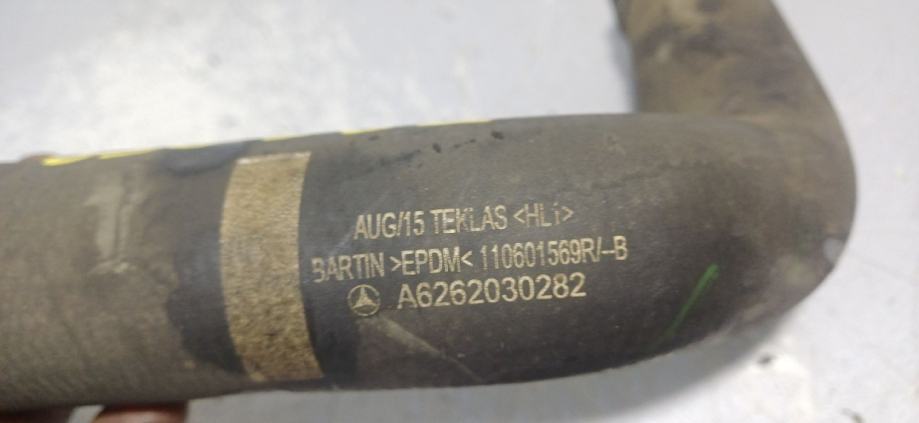 AUG/15 TEKLAS <HL1>
BARTIN >EPDM< 110601569R/--B
A6262030282